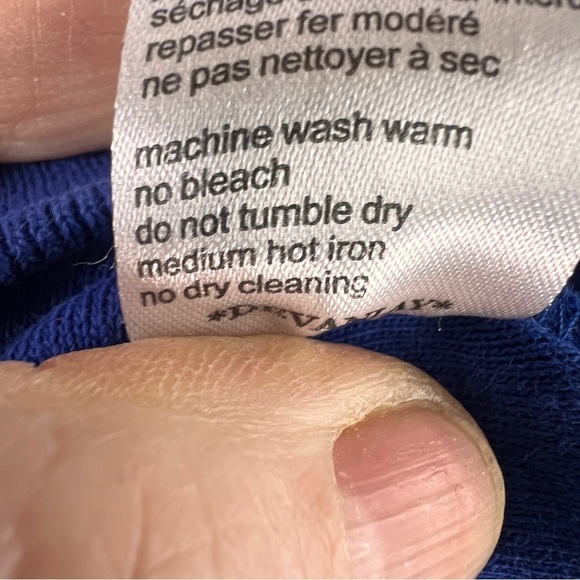 séchage
repasser fer modéré
ne pas nettoyer à sec
machine wash warm
no bleach
do not tumble dry
medium hot iron
no dry cleaning